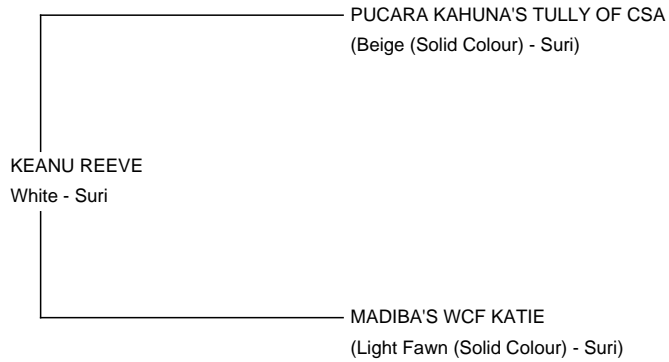 PUCARA KAHUNA'S TULLY OF CSA
(Beige (Solid Colour) - Suri)
KEANU REEVE
White - Suri
MADIBA'S WCF KATIE
(Light Fawn (Solid Colour) - Suri)